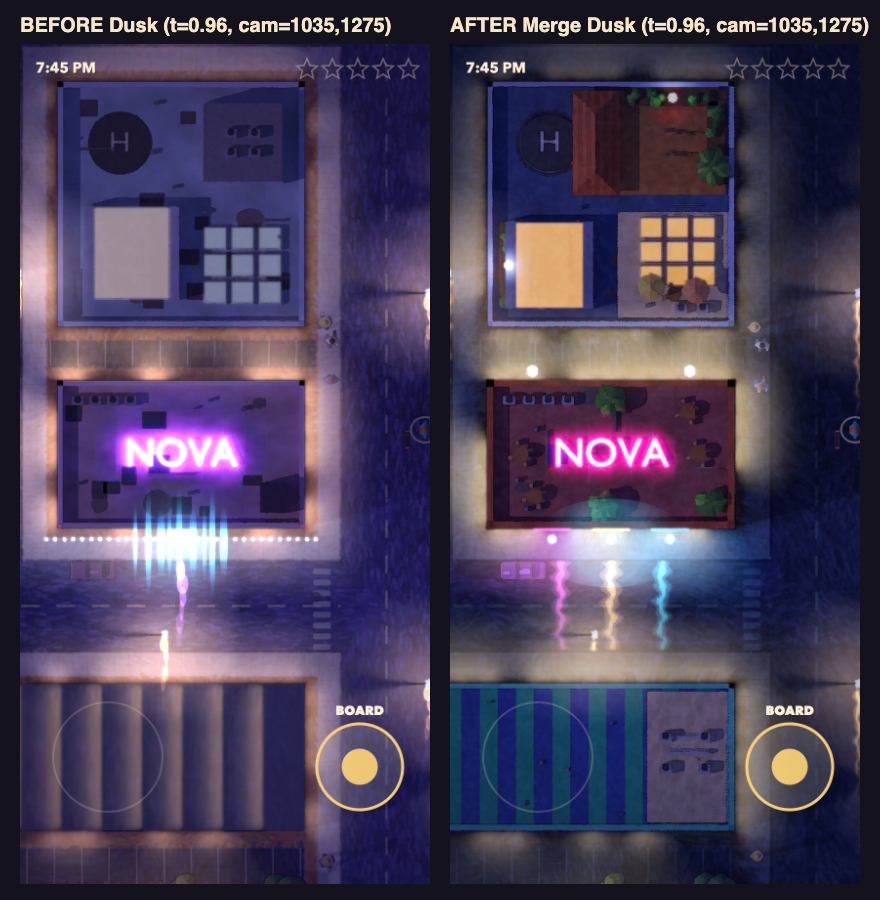 BEFORE Dusk (t=0.96, cam=1035,1275)
7:45 PM
H
NOVA
BOARD
AFTER Merge Dusk (t=0.96, cam=1035,1275)
7:45 PM
H
NOVA
BOARD